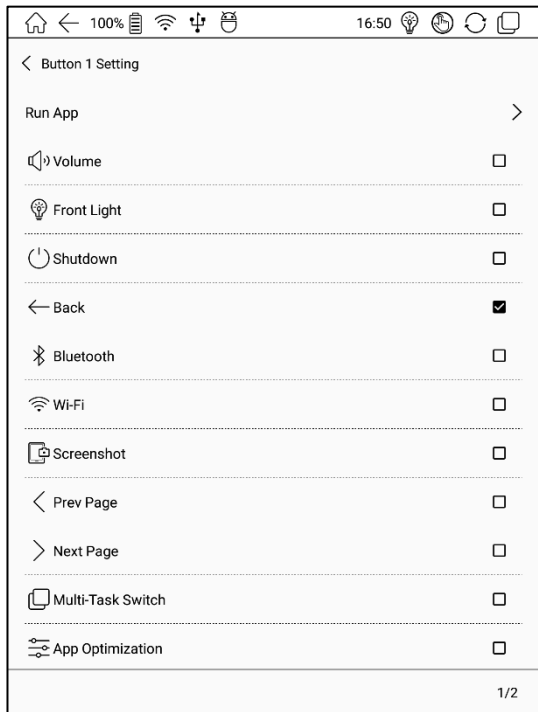 100% 16:50
Button 1 Setting
Run App
Volume
Front Light
Shutdown
Back
Bluetooth
Wi-Fi
Screenshot
Prev Page
Next Page
Multi-Task Switch
App Optimization
1/2